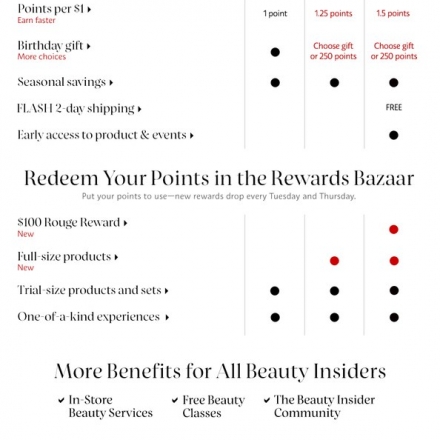 Points per $1
1 point 1.25 points 1.5 points
Earn faster
Birthday gift
Choose gift Choose gift
More choices
or 250 points or 250 points
Seasonal savings
FLASH 2-day shipping FREE
Early access to product & events
Redeem Your Points in the Rewards Bazaar
Put your points to use—new rewards drop every Tuesday and Thursday.
$100 Rouge Reward
New
Full-size products
New
Trial-size products and sets
One-of-a-kind experiences
More Benefits for All Beauty Insiders
In-Store Free Beauty The Beauty Insider
Beauty Services Classes Community